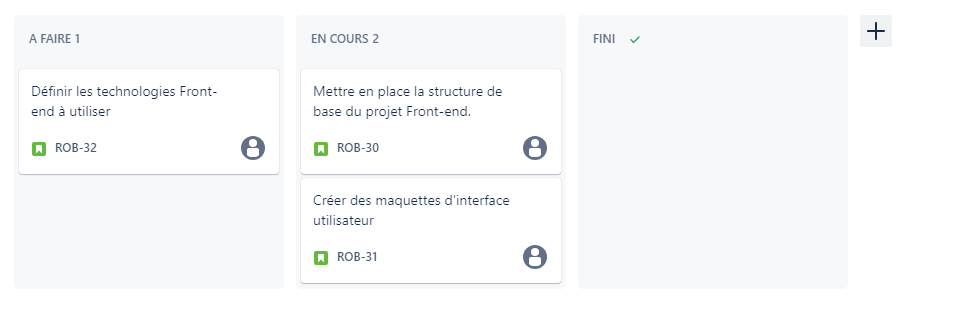 A FAIRE 1
Définir les technologies Front-
end à utiliser
ROB-32
EN COURS 2
Mettre en place la structure de
base du projet Front-end.
ROB-30
Créer des maquettes d'interface
utilisateur
ROB-31
FINI